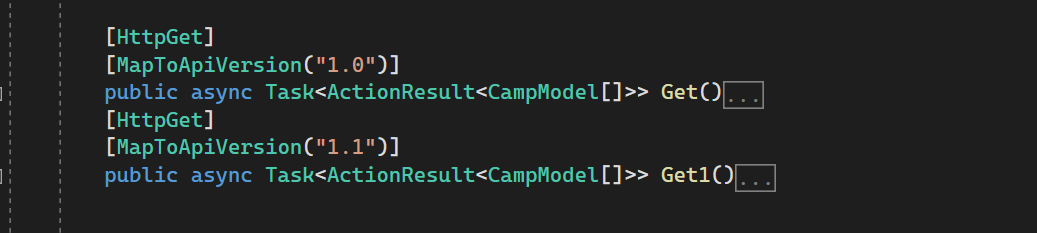 [HttpGet]
[MapToApiVersion("1.0")]
public async Task<ActionResult<CampModel[]>> Get()...
[HttpGet]
[MapToApiVersion("1.1")]
public async Task<ActionResult<CampModel[]>> Get1()...